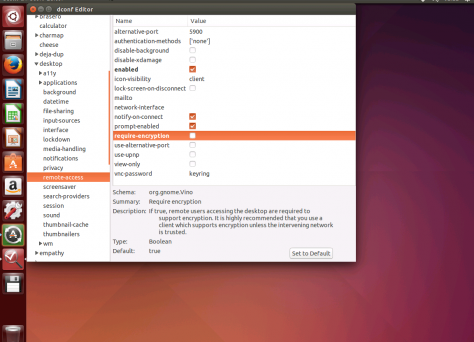 dconf Editor
brasero
calculator
charmap
cheese
deja-dup
desktop
a11y
applications
background
datetime
file-sharing
input-sources
interface
lockdown
media-handling
notifications
privacy
remote-access
screensaver
search-providers
session
sound
thumbnail-cache
thumbnailers
wm
empathy
Name Value
alternative-port 5900
authentication-methods ['none']
disable-background
disable-xdamage
enabled
icon-visibility client
lock-screen-on-disconnect
mailto
network-interface
notify-on-connect
prompt-enabled
require-encryption
use-alternative-port
use-upnp
view-only
vnc-password keyring
Schema: org.gnome.Vino
Summary: Require encryption
Description: If true, remote users accessing the desktop are required to
support encryption. It is highly recommended that you use a
client which supports encryption unless the intervening network
is trusted.
Type: Boolean
Default: true
Set to Default